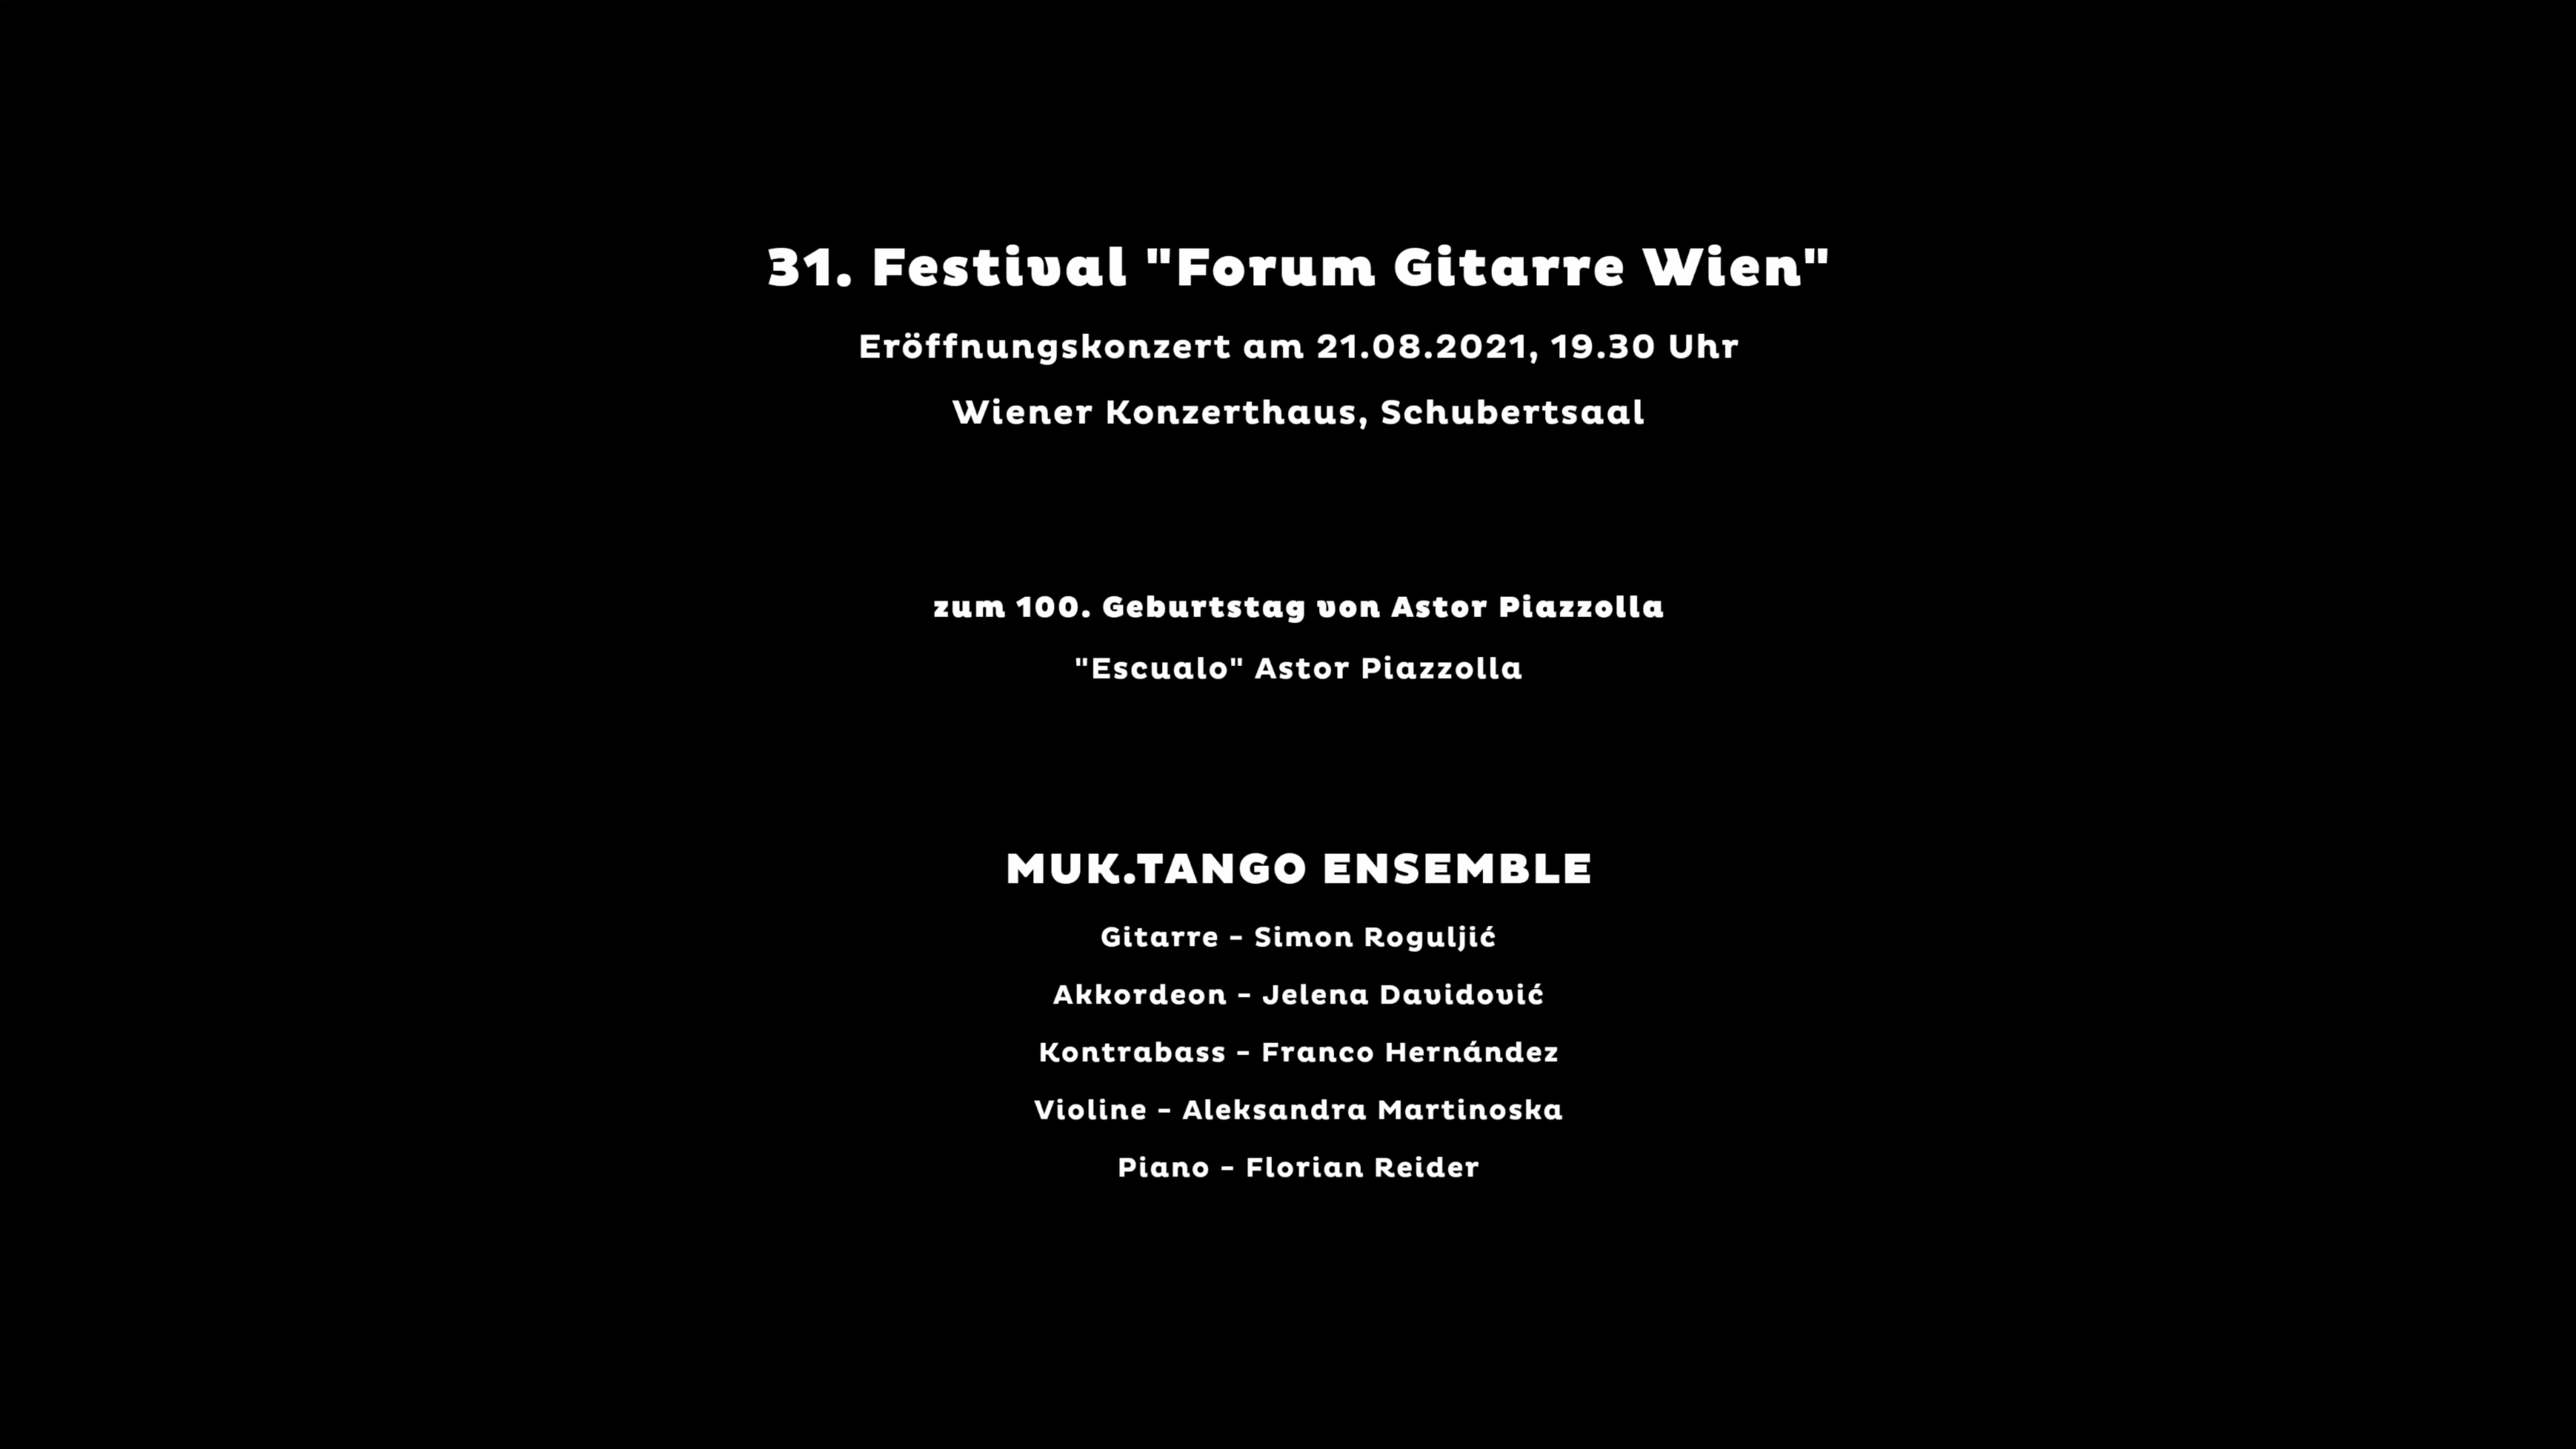 31. Festival "Forum Gitarre Wien"
Eröffnungskonzert am 21.08.2021, 19.30 Uhr
Wiener Konzerthaus, Schubertsaal
zum 100. Geburtstag von Astor Piazzolla
"Escualo" Astor Piazzolla
MUK.TANGO ENSEMBLE
Gitarre - Simon Roguljić
Akkordeon - Jelena Davidović
Kontrabass - Franco Hernández
Violine - Aleksandra Martinoska
Piano - Florian Reider